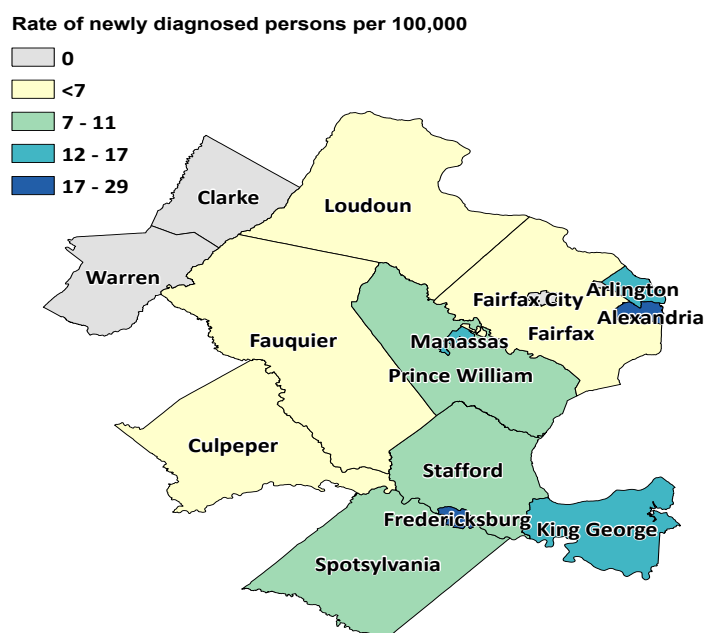 Rate of newly diagnosed persons per 100,000
0
<7
7 - 11
12 - 17
17 - 29
Clarke
Loudoun
Warren
Arlington
Fairfax City
Alexandria
Fairfax
Fauquier
Manassas
Prince William
Culpeper
Stafford
Fredericksburg
King George
Spotsylvania